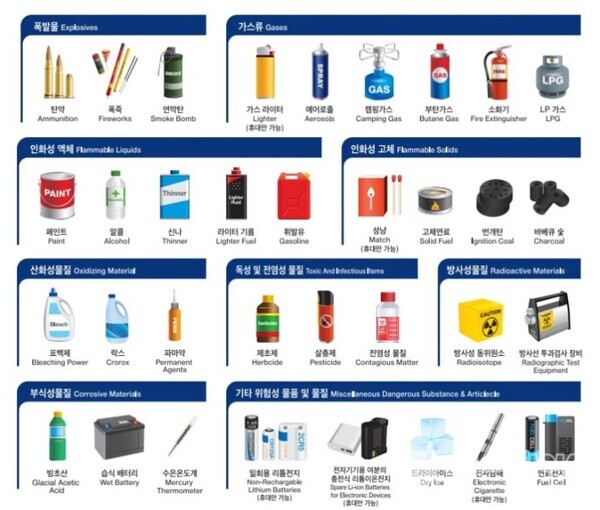 폭발물 Explosives
가스류 Gases
SMOKE
SPRAY
GAS
GAS
FIRE
LPG
탄약
Ammunition
폭죽
Fireworks
연막탄
Smoke Bomb
가스 라이터
Lighter
(휴대만 가능)
에어로졸
Aerosols
캠핑가스
Camping Gas
부탄가스
Butane Gas
소화기
Fire Extinguisher
LP 가스
LPG
인화성 액체 Flammable Liquids
인화성 고체 Flammable Solids
PAINT
Thinner
Lighter
Fluid
페인트
Paint
알콜
Alcohol
신나
Thinner
라이터 기름
Lighter Fuel
휘발유
Gasoline
성냥
Match
(휴대만 가능)
고체연료
Solid Fuel
번개탄
Ignition Coal
바베큐 숯
Charcoal
산화성물질 Oxidizing Material
독성 및 전염성 물질 Toxic And Infectious Items
방사성물질 Radioactive Materials
Bleach
PERM
Herbicide
CAUTION
표백제
Bleaching Power
락스
Crorox
파마약
Permanent
Agents
제초제
Herbcide
살충제
Pesticide
전염성 물질
Contagious Matter
방사성 동위원소
Radioisotope
방사선 투과검사 장비
Radiographic Test
Equipment
부식성물질 Corrosive Materials
기타 위험성 물품 및 물질 Miscellaneous Dangerous Substance & Articlecle
2CR5
빙초산
Glacial Acetic
Acid
습식 배터리
Wet Battery
수은온도계
Mercury
Thermometer
일회용 리튬전지
Non-Rechargable
Lithium Batteries
(휴대만 가능)
전자기기용 여분의
충전식 리튬이온전지
Spare Li-ion Batteries
for Electronic Devices
(휴대만 가능)
드라이아이스
Dry Ice
전자담배
Electronic
Cigarette
(휴대만 가능)
연료전지
Fuel Cell